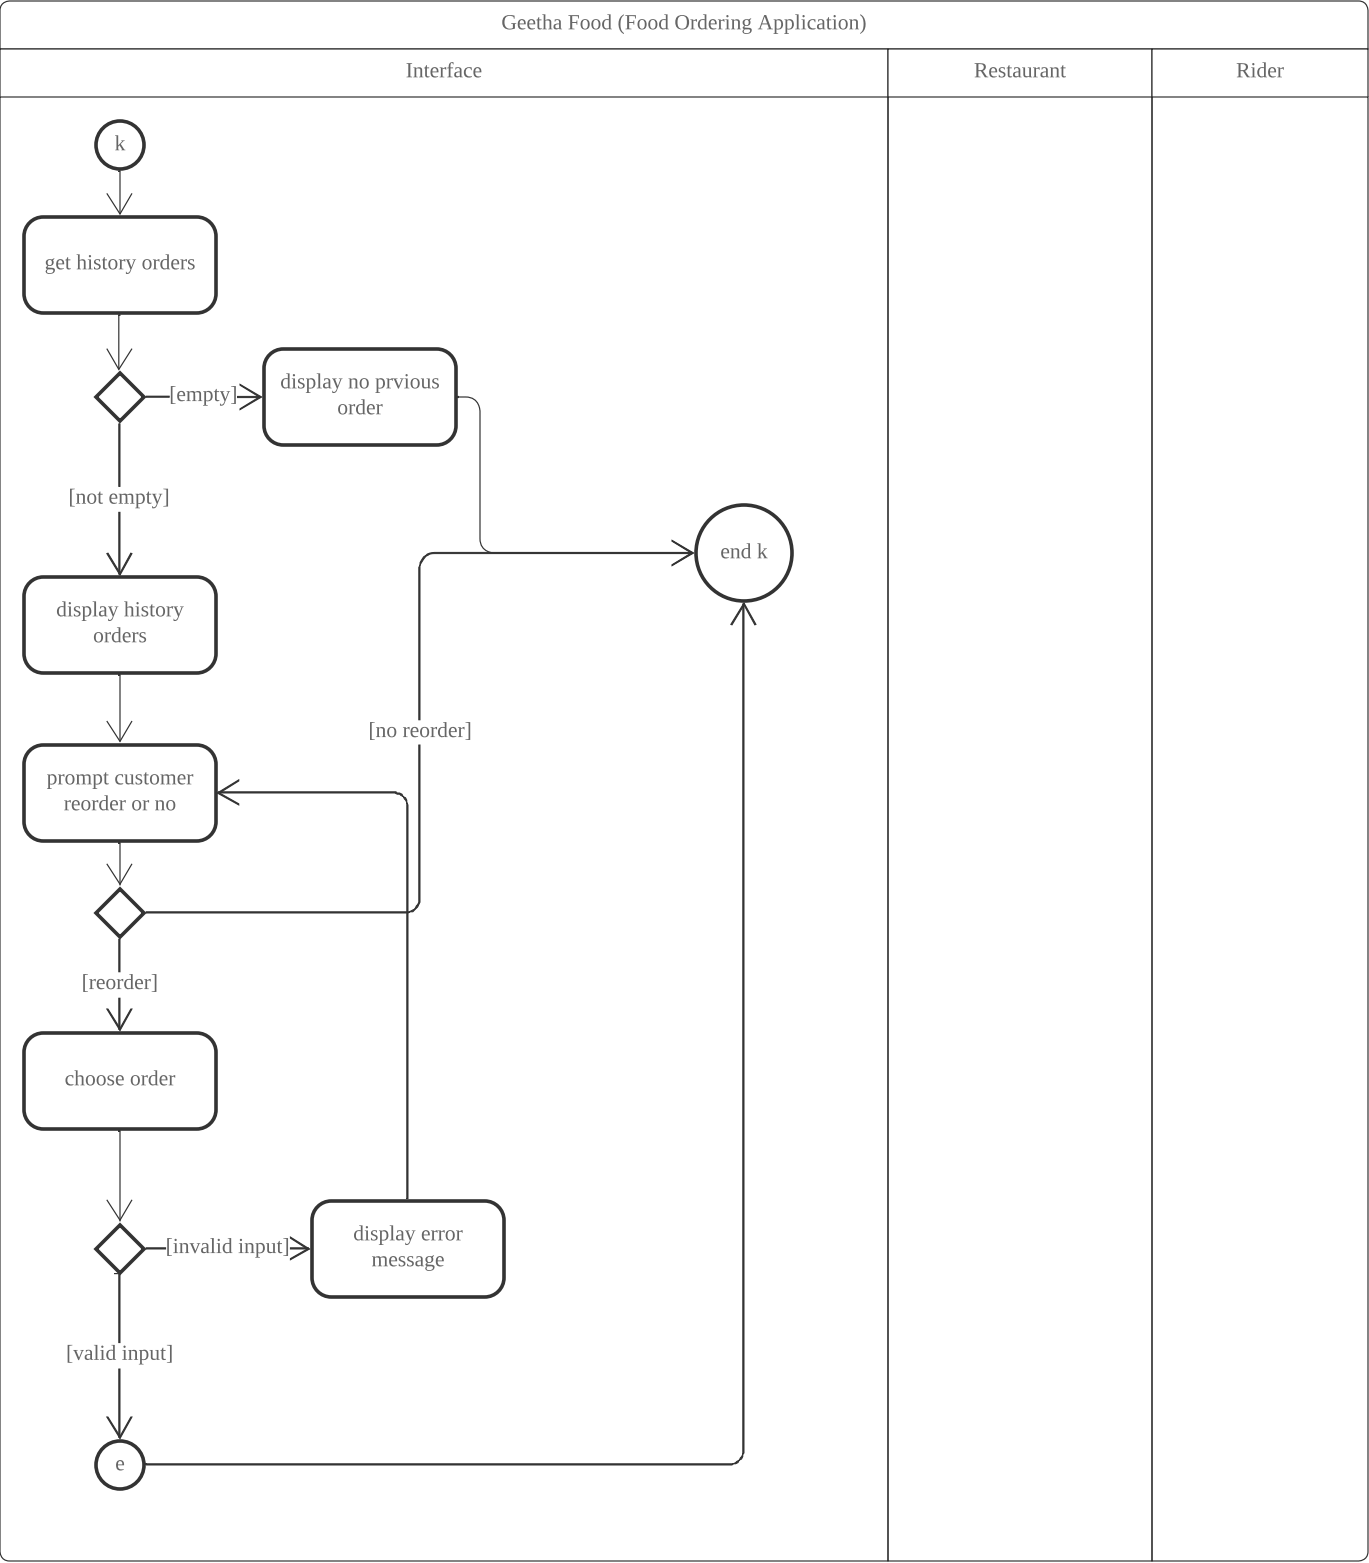 Geetha Food (Food Ordering Application)
Interface
Restaurant
Rider
k
get history orders
[empty]
display no prvious
order
[not empty]
end k
display history
orders
[no reorder]
prompt customer
reorder or no
[reorder]
choose order
[invalid input]
display error
message
[valid input]
e